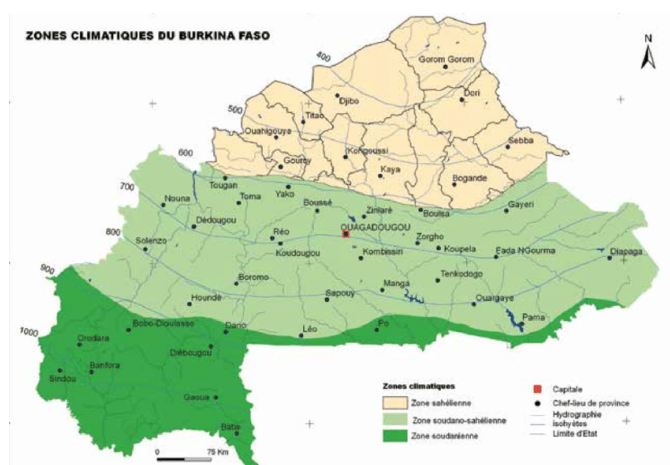 ZONES CLIMATIQUES DU BURKINA FASO
N
400
Gorom Gorom
Dori
Djibo
500
Titao
Ouahigouya
Sebba
600
Kongoussi
Gourcy
Kaya
Bogande
Tougan
700
Yako
Nouna
Toma
Boussé
Ziniaré
Boulsa
Gayeri
Dédougou
OUAGADOUGOU
800
Solenzo
Réo
Zorgho
Koudougou
Koupela
Kombissiri
Diapaga
900
Boromo
Tenkodogo
Manga
Houndé
Sapouy
Ouargaye
1000
Bobo-Dioulasso
Dano
Léo
Po
Pama
Orodara
Diébougou
Sindou
Banfora
Gaoua
Batié
Zones climatiques
Zone sahélienne
Zone soudano-sahélienne
Zone soudanienne
Capitale
Chef-lieu de province
Hydrographie
isohyètes
Limite d'Etat
0
75 Km